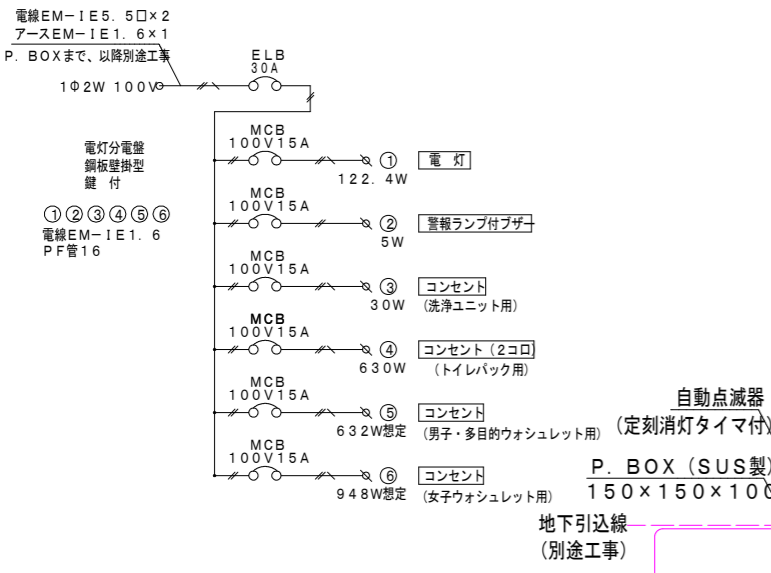 電線EM－IE5.5□×2
アースEM－IE1.6×1
P.BOXまで、以降別途工事
1Φ2W 100V
ELB
30A
電灯分電盤
鋼板壁掛型
鍵 付
①②③④⑤⑥
電線EM－IE1.6
PF管16
MCB
100V15A
① 電 灯
122.4W
MCB
100V15A
② 警報ランプ付ブザー
5W
MCB
100V15A
③ コンセント
30W (洗浄ユニット用)
MCB
100V15A
④ コンセント(2コロ)
630W (トイレパック用)
MCB
100V15A
⑤ コンセント
632W想定 (男子・多目的ウォシュレット用)
MCB
100V15A
⑥ コンセント
948W想定 (女子ウォシュレット用)
自動点滅器
(定刻消灯タイマ付)
P.BOX(SUS製)
150×150×100
地下引込線
(別途工事)